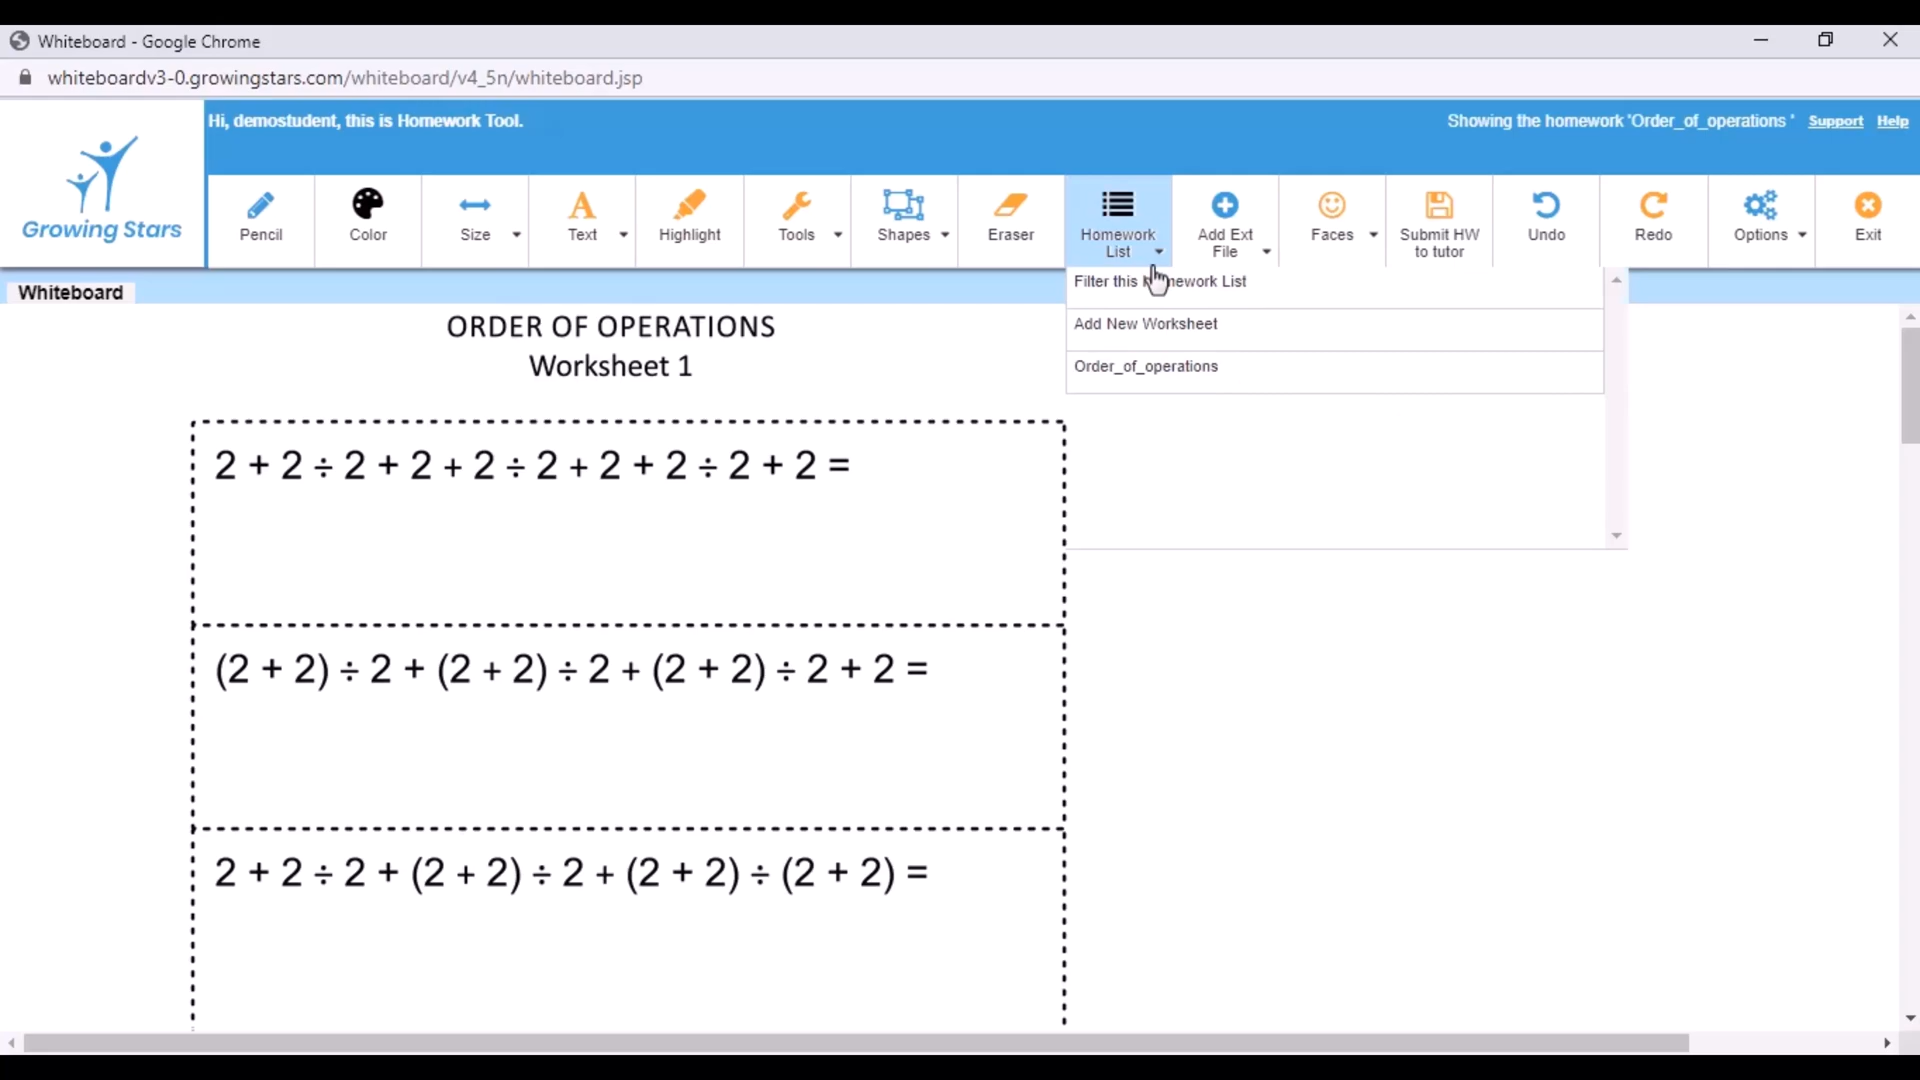 Whiteboard - Google Chrome
whiteboardv3-0.growingstars.com/whiteboard/v4_5n/whiteboard.jsp
Growing Stars
Hi, demostudent, this is Homework Tool.
Showing the homework 'Order_of_operations ' Support Help
Pencil
Color
Size
Text
Highlight
Tools
Shapes
Eraser
Homework
List
Add Ext
File
Faces
Submit HW
to tutor
Undo
Redo
Options
Exit
Filter this List
Add New Worksheet
Order_of_operations
Whiteboard
ORDER OF OPERATIONS
Worksheet 1
2 + 2 ÷ 2 + 2 + 2 ÷ 2 + 2 + 2 ÷ 2 + 2 =
(2 + 2) ÷ 2 + (2 + 2) ÷ 2 + (2 + 2) ÷ 2 + 2 =
2 + 2 ÷ 2 + (2 + 2) ÷ 2 + (2 + 2) ÷ (2 + 2) =